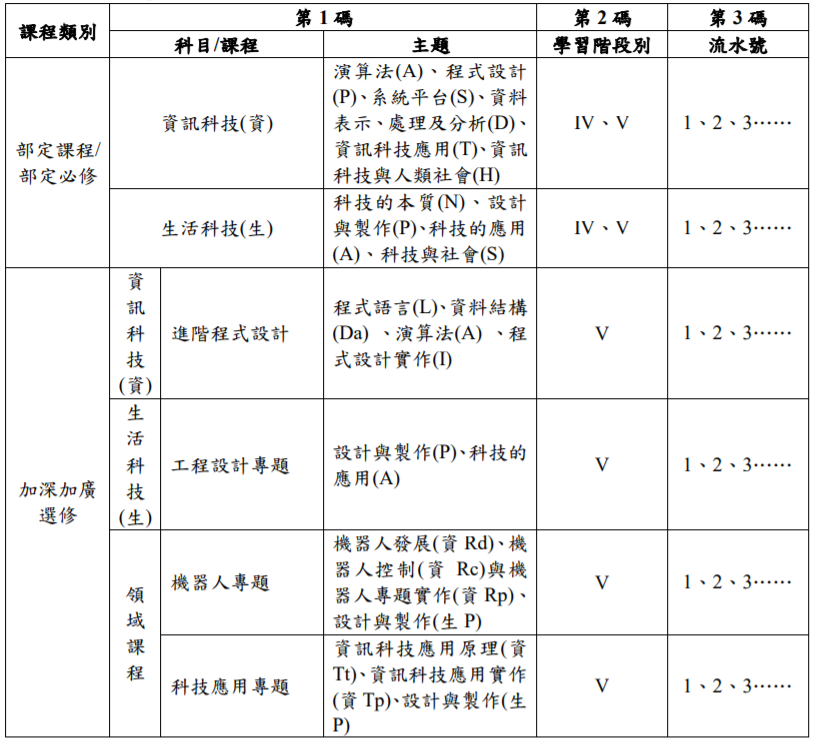 課程類別
第 1 碼
第 2 碼
第 3 碼
科目/課程
主題
學習階段別
流水號
部定課程/
部定必修
資訊科技(資)
演算法(A)、程式設計
(P)、系統平台(S)、資料
表示、處理及分析(D)、
資訊科技應用(T)、資訊
科技與人類社會(H)
IV、V
1、2、3⋯⋯
生活科技(生)
科技的本質(N)、設計
與製作(P)、科技的應用
(A)、科技與社會(S)
IV、V
1、2、3⋯⋯
加深加廣
選修
資
訊
科
技
(資)
進階程式設計
程式語言(L)、資料結構
(Da) 、演算法(A) 、程
式設計實作(I)
V
1、2、3⋯⋯
生
活
科
技
(生)
工程設計專題
設計與製作(P)、科技的
應用(A)
V
1、2、3⋯⋯
領
域
課
程
機器人專題
機器人發展(資 Rd)、機
器人控制(資 Rc)與機
器人專題實作(資 Rp)、
設計與製作(生 P)
V
1、2、3⋯⋯
科技應用專題
資訊科技應用原理(資
Tt)、資訊科技應用實作
(資 Tp)、設計與製作(生
P)
V
1、2、3⋯⋯